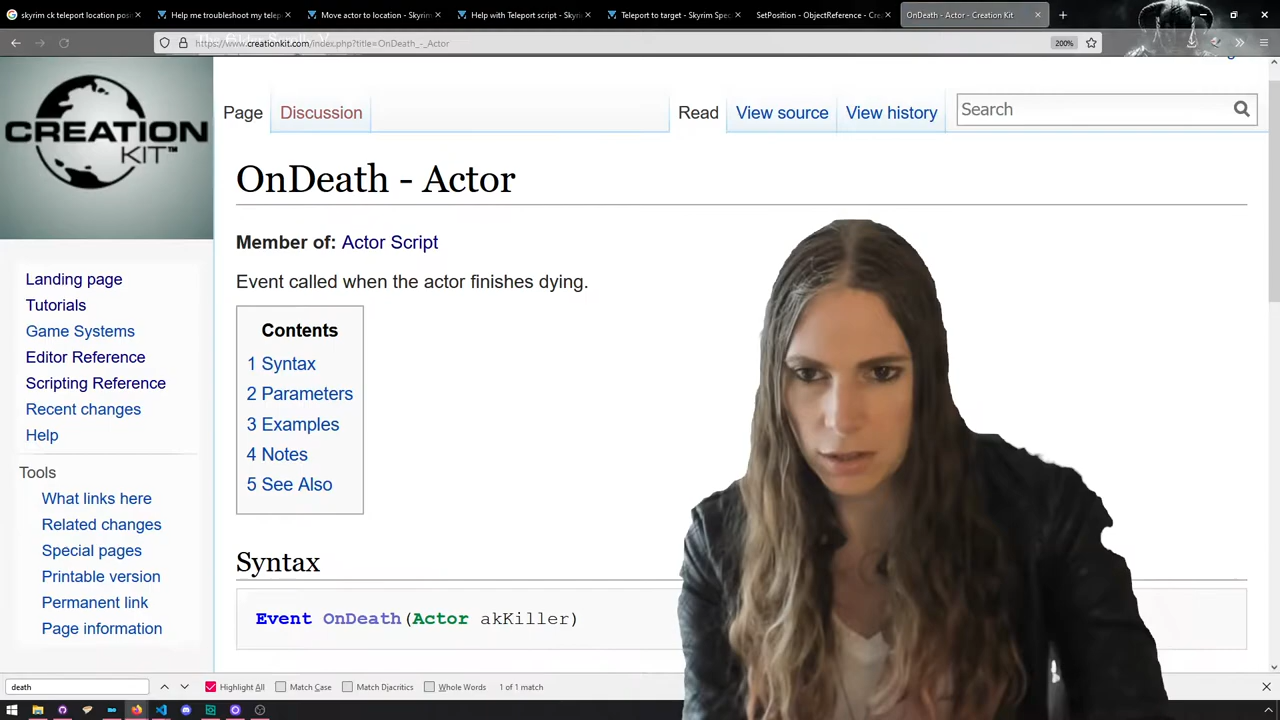 skyrim ck teleport location pos
Help me troubleshoot my telep
Move actor to location - Skyrim
Help with Teleport script - Skyri
Teleport to target - Skyrim Spec
SetPosition - ObjectReference - Cre
OnDeath - Actor - Creation Kit
https://www.creationkit.com/index.php?title=OnDeath_-_Actor
200%
CREATION
KIT™
Page
Discussion
Read
View source
View history
Search
OnDeath - Actor
Member of: Actor Script
Event called when the actor finishes dying.
Contents
1 Syntax
2 Parameters
3 Examples
4 Notes
5 See Also
Landing page
Tutorials
Game Systems
Editor Reference
Scripting Reference
Recent changes
Help
Tools
What links here
Related changes
Special pages
Printable version
Permanent link
Page information
Syntax
Event OnDeath(Actor akKiller)
death
Highlight All
Match Case
Match Diacritics
Whole Words
1 of 1 match